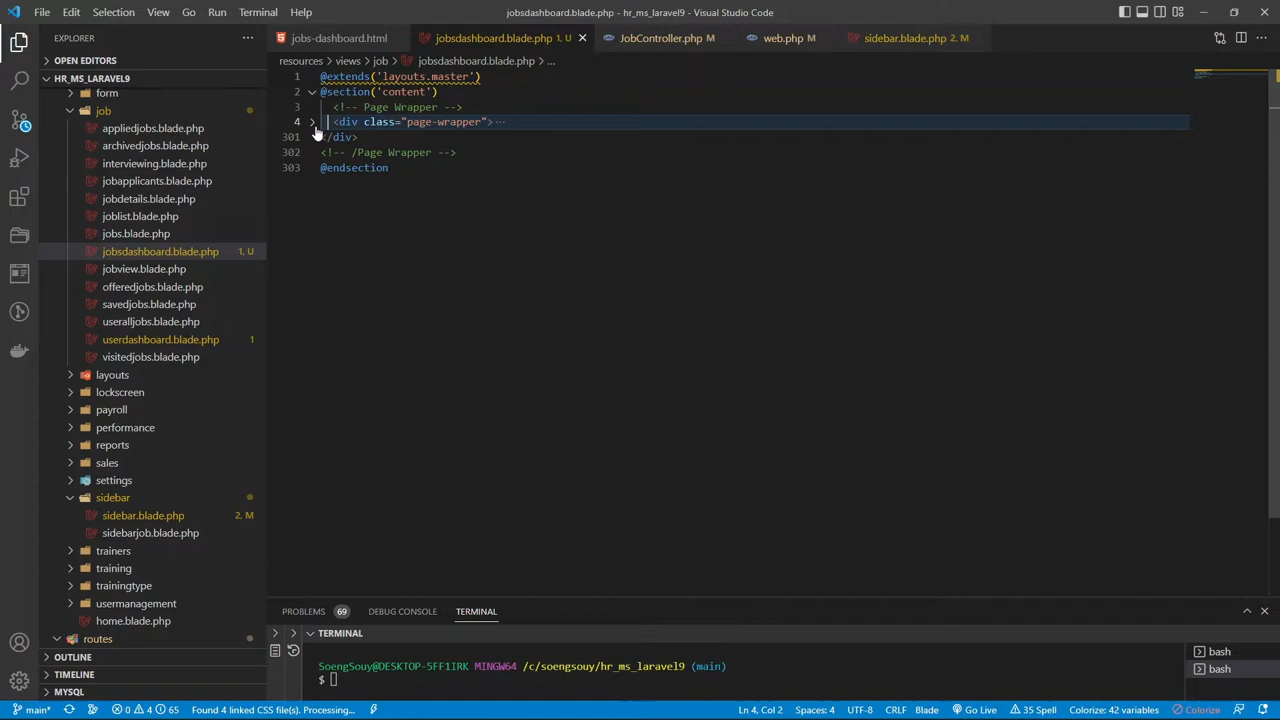 File Edit Selection View Go Run Terminal Help
jobsdashboard.blade.php - hr_ms_laravel9 - Visual Studio Code
EXPLORER
jobs-dashboard.html jobsdashboard.blade.php 1, U JobController.php M web.php M sidebar.blade.php 2, M
OPEN EDITORS
resources > views > job > jobsdashboard.blade.php > ...
HR_MS_LARAVEL9
form
job
appliedjobs.blade.php
archivedjobs.blade.php
interviewing.blade.php
jobapplicants.blade.php
jobdetails.blade.php
joblist.blade.php
jobs.blade.php
jobsdashboard.blade.php 1, U
jobview.blade.php
offeredjobs.blade.php
savedjobs.blade.php
useralljobs.blade.php
userdashboard.blade.php 1
visitedjobs.blade.php
layouts
lockscreen
payroll
performance
reports
sales
settings
sidebar
sidebar.blade.php 2, M
sidebarjob.blade.php
trainers
training
trainingtype
usermanagement
home.blade.php
routes
OUTLINE
TIMELINE
MYSQL
1 @extends('layouts.master')
2 @section('content')
3 <!-- Page Wrapper -->
4 <div class="page-wrapper"> ...
301 </div>
302 <!-- /Page Wrapper -->
303 @endsection
PROBLEMS 69 DEBUG CONSOLE TERMINAL
TERMINAL
SoengSouy@DESKTOP-5FF1IRK MINGW64 /c/soengsouy/hr_ms_laravel9 (main)
$
bash
bash
main* 0 4 65 Found 4 linked CSS file(s). Processing... Ln 4, Col 2 Spaces: 4 UTF-8 CRLF Blade Go Live 35 Spell Colorize: 42 variables Colorize